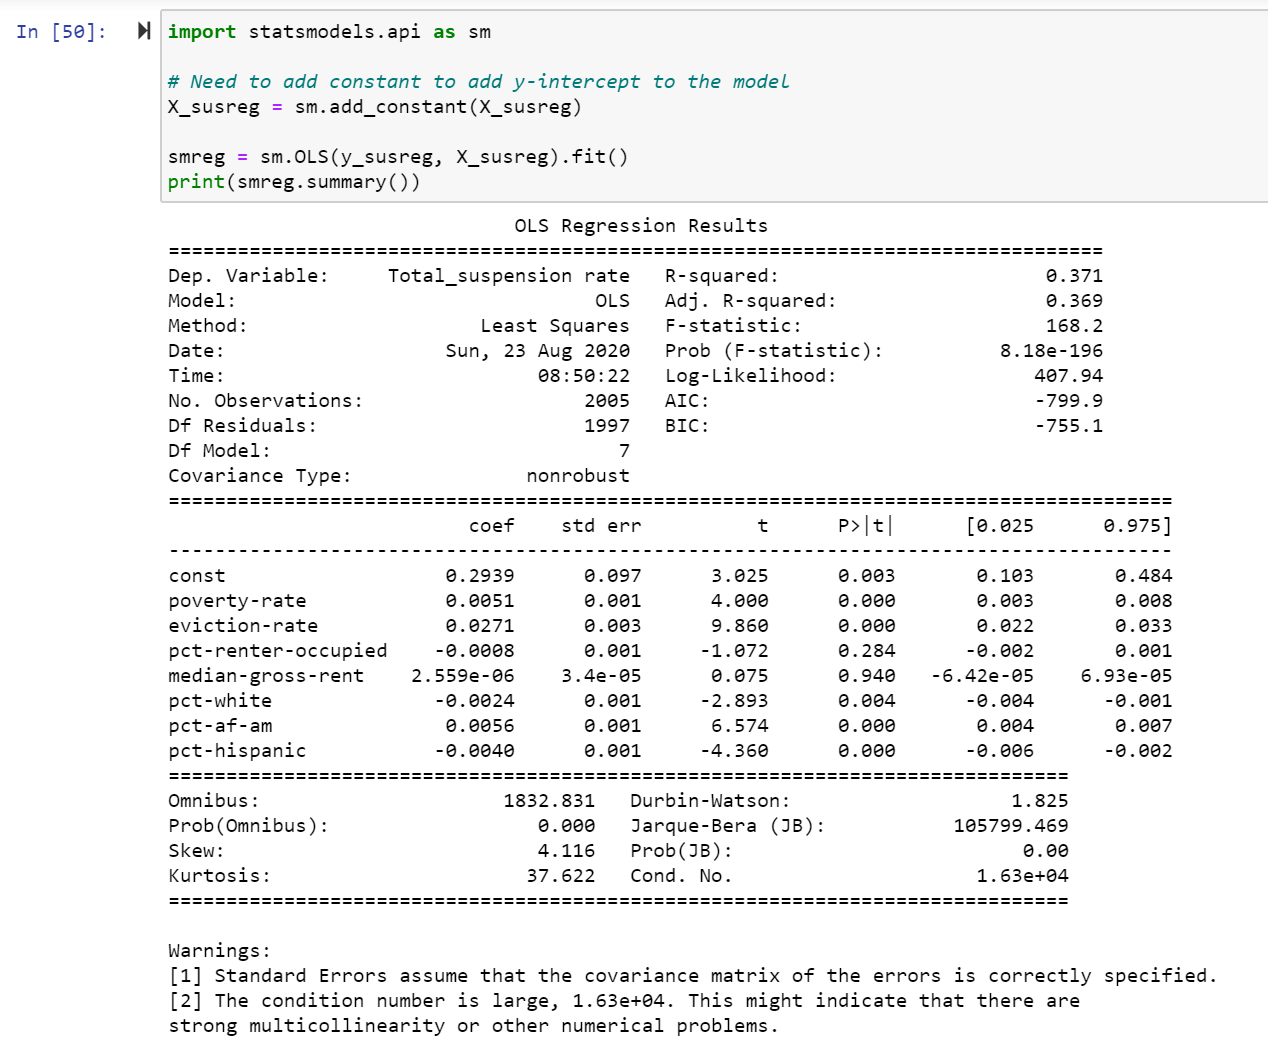 In [50]:
import statsmodels.api as sm
# Need to add constant to add y-intercept to the model
X_susreg = sm.add_constant(X_susreg)
smreg = sm.OLS(y_susreg, X_susreg).fit()
print(smreg.summary())
OLS Regression Results
==============================================================================
Dep. Variable: Total_suspension rate R-squared: 0.371
Model: OLS Adj. R-squared: 0.369
Method: Least Squares F-statistic: 168.2
Date: Sun, 23 Aug 2020 Prob (F-statistic): 8.18e-196
Time: 08:50:22 Log-Likelihood: 407.94
No. Observations: 2005 AIC: -799.9
Df Residuals: 1997 BIC: -755.1
Df Model: 7
Covariance Type: nonrobust
==============================================================================
coef std err t P>|t| [0.025 0.975]
------------------------------------------------------------------------------
const 0.2939 0.097 3.025 0.003 0.103 0.484
poverty-rate 0.0051 0.001 4.000 0.000 0.003 0.008
eviction-rate 0.0271 0.003 9.860 0.000 0.022 0.033
pct-renter-occupied -0.0008 0.001 -1.072 0.284 -0.002 0.001
median-gross-rent 2.559e-06 3.4e-05 0.075 0.940 -6.42e-05 6.93e-05
pct-white -0.0024 0.001 -2.893 0.004 -0.004 -0.001
pct-af-am 0.0056 0.001 6.574 0.000 0.004 0.007
pct-hispanic -0.0040 0.001 -4.360 0.000 -0.006 -0.002
==============================================================================
Omnibus: 1832.831 Durbin-Watson: 1.825
Prob(Omnibus): 0.000 Jarque-Bera (JB): 105799.469
Skew: 4.116 Prob(JB): 0.00
Kurtosis: 37.622 Cond. No. 1.63e+04
==============================================================================
Warnings:
[1] Standard Errors assume that the covariance matrix of the errors is correctly specified.
[2] The condition number is large, 1.63e+04. This might indicate that there are
strong multicollinearity or other numerical problems.